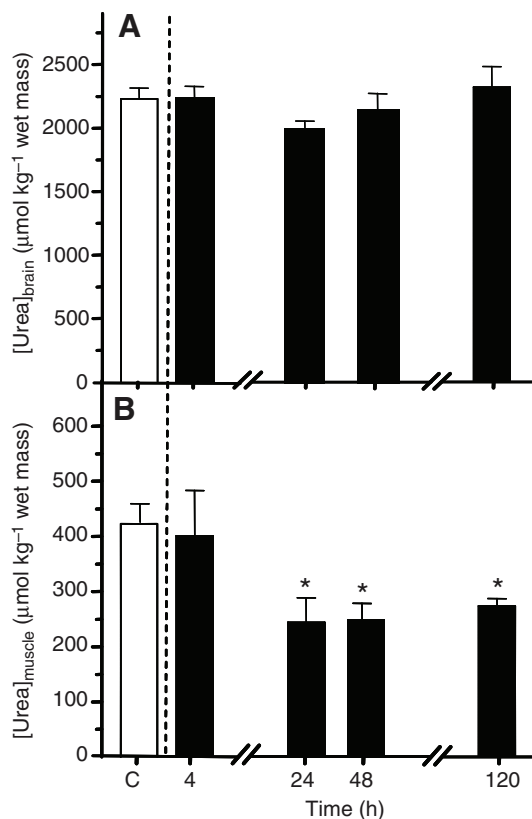 A
[Urea]brain (µmol kg–1 wet mass)
2500
2000
1500
1000
500
0
B
[Urea]muscle (µmol kg–1 wet mass)
600
500
400
300
200
100
0
* * *
C 4 24 48 120
Time (h)